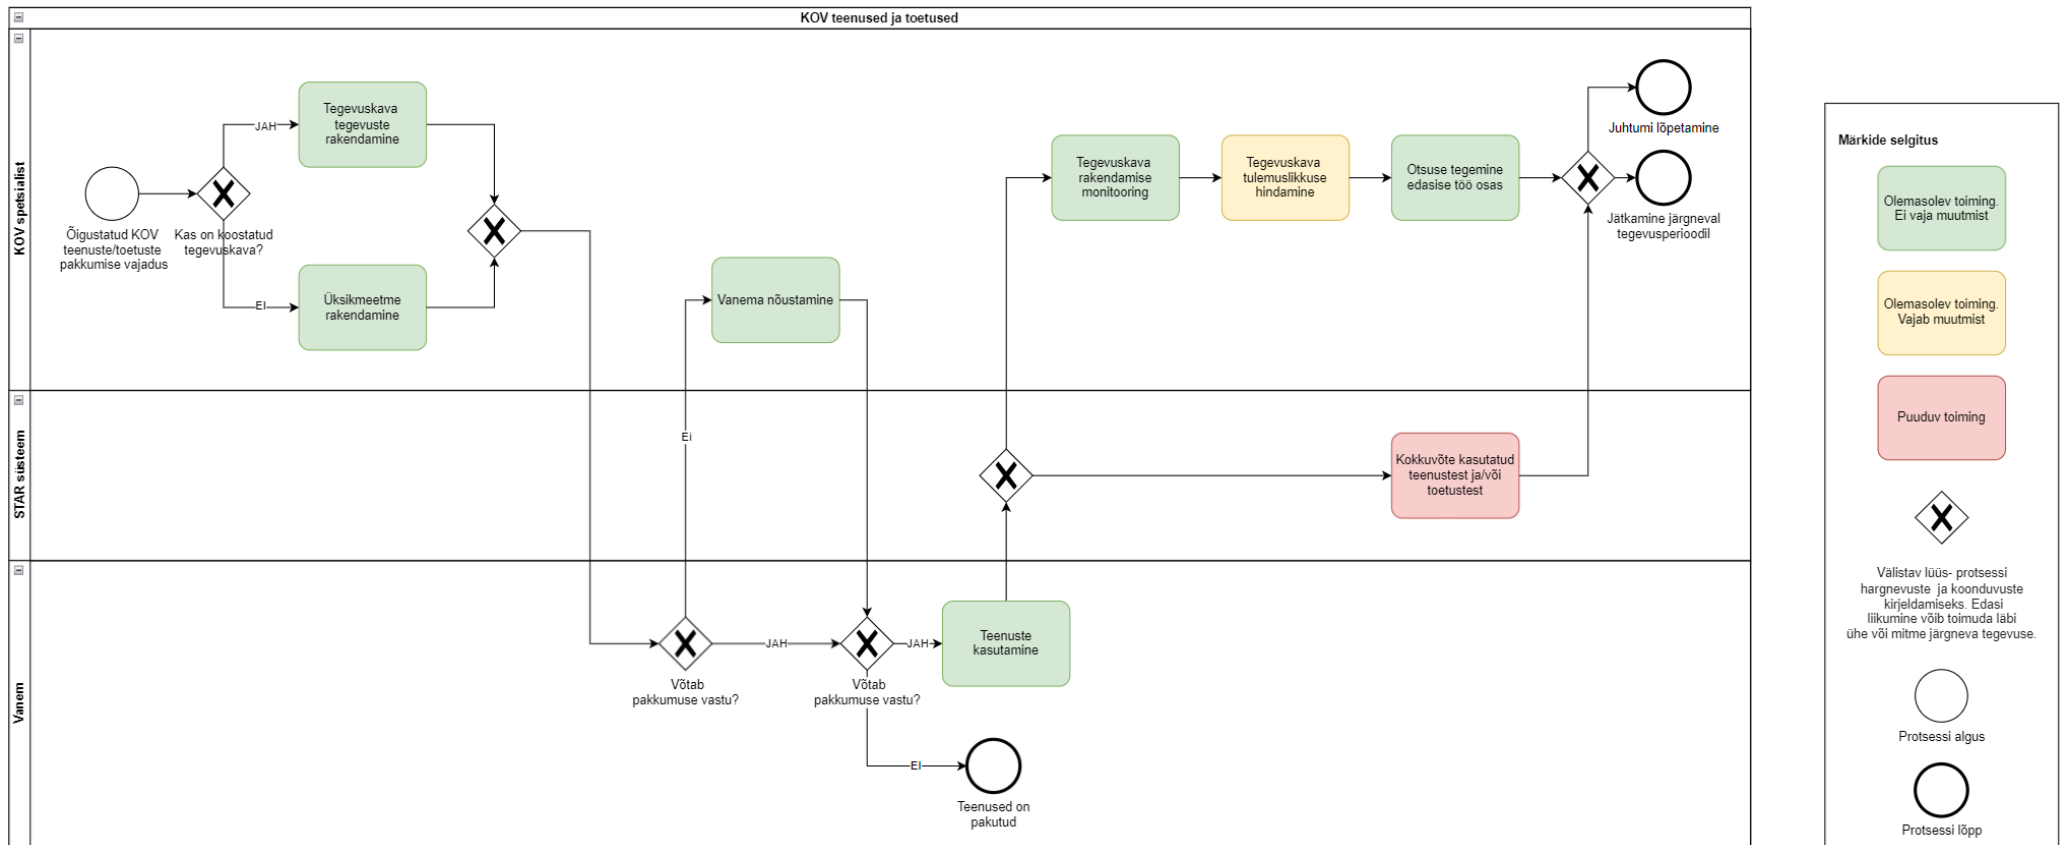 KOV teenused ja toetused
KOV spetsialist
Õigustatud KOV
teenuste/toetuste
pakkumise vajadus
Kas on koostatud
tegevuskava?
JAH
EI
Tegevuskava
tegevuste
rakendamine
Üksikmeetme
rakendamine
Vanema nõustamine
Tegevuskava
rakendamise
monitooring
Tegevuskava
tulemuslikkuse
hindamine
Otsuse tegemine
edasise töö osas
Juhtumi lõpetamine
Jätkamine järgneval
tegevusperioodil
STAR süsteem
Ei
Kokkuvõte kasutatud
teenustest ja/või
toetustest
Vanem
Võtab
pakkumuse vastu?
JAH
Võtab
pakkumuse vastu?
JAH
EI
Teenuste
kasutamine
Teenused on
pakutud
Märkide selgitus
Olemasolev toiming.
Ei vaja muutmist
Olemasolev toiming.
Vajab muutmist
Puuduv toiming
Välistav lüüs- protsessi
hargnevuste ja koonduvuste
kirjeldamiseks. Edasi
liikumine võib toimuda läbi
ühe või mitme järgneva tegevuse.
Protsessi algus
Protsessi lõpp